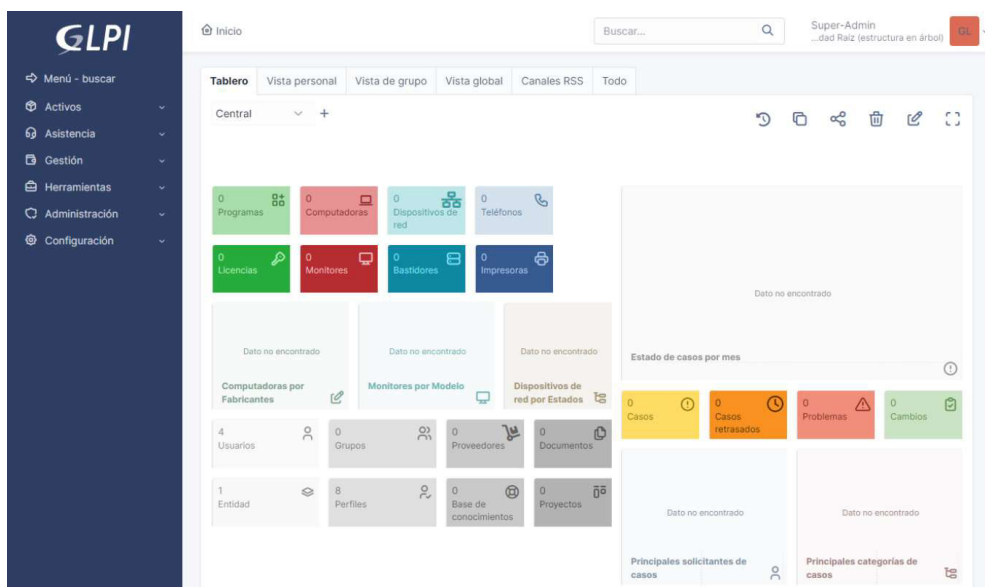 GLPI
Menú - buscar
Activos
Asistencia
Gestión
Herramientas
Administración
Configuración
Inicio
Buscar...
Super-Admin
...dad Raíz (estructura en árbol)
GL
Tablero
Vista personal
Vista de grupo
Vista global
Canales RSS
Todo
Central
0
Programas
0
Computadoras
0
Dispositivos de
red
0
Teléfonos
0
Licencias
0
Monitores
0
Bastidores
0
Impresoras
Dato no encontrado
Computadoras por
Fabricantes
Dato no encontrado
Monitores por Modelo
Dato no encontrado
Dispositivos de
red por Estados
4
Usuarios
0
Grupos
0
Proveedores
0
Documentos
1
Entidad
8
Perfiles
0
Base de
conocimientos
0
Proyectos
Dato no encontrado
Estado de casos por mes
0
Casos
0
Casos
retrasados
0
Problemas
0
Cambios
Dato no encontrado
Principales solicitantes de
casos
Dato no encontrado
Principales categorías de
casos